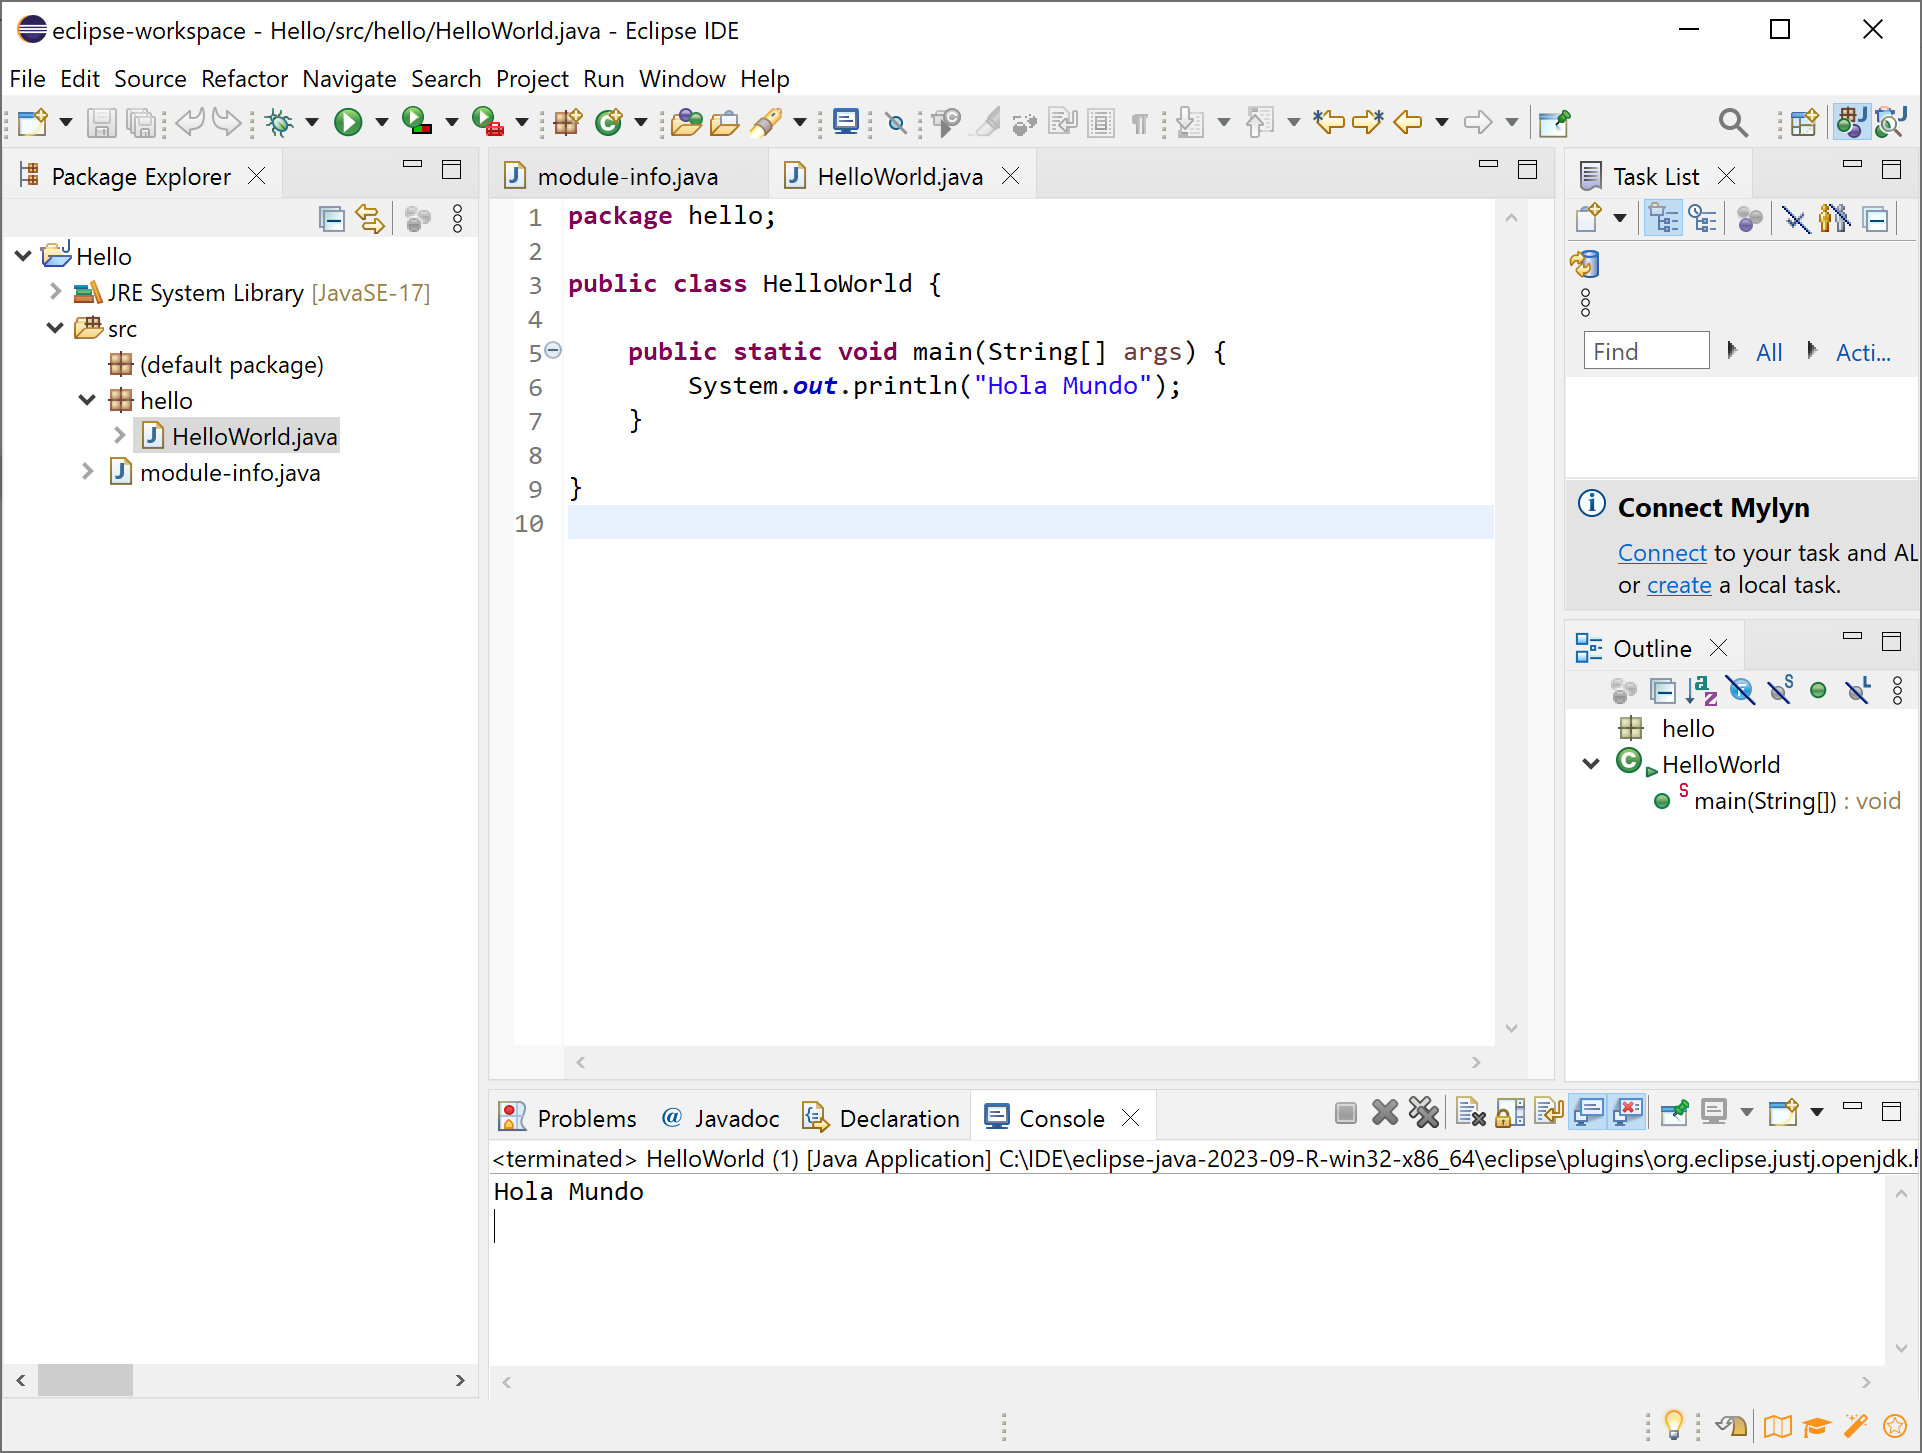 eclipse-workspace - Hello/src/hello/HelloWorld.java - Eclipse IDE
File Edit Source Refactor Navigate Search Project Run Window Help
Package Explorer
Hello
JRE System Library [JavaSE-17]
src
(default package)
hello
HelloWorld.java
module-info.java
module-info.java
HelloWorld.java
1 package hello;
2
3 public class HelloWorld {
4
5 public static void main(String[] args) {
6 System.out.println("Hola Mundo");
7 }
8
9 }
10
Task List
Find
All
Acti...
Connect Mylyn
Connect to your task and AL
or create a local task.
Outline
hello
HelloWorld
main(String[]) : void
Problems
Javadoc
Declaration
Console
<terminated> HelloWorld (1) [Java Application] C:\IDE\eclipse-java-2023-09-R-win32-x86_64\eclipse\plugins\org.eclipse.justj.openjdk.h
Hola Mundo